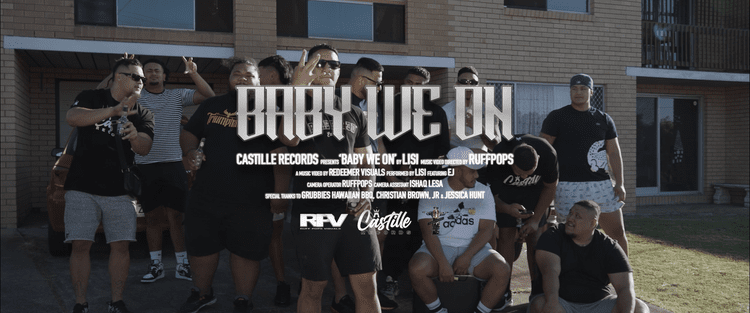 BABY WE ON
CASTILLE RECORDS PRESENTS 'BABY WE ON' BY LISI MUSIC VIDEO DIRECTED BY RUFFPOPS
A MUSIC VIDEO BY REDEEMER VISUALS PERFORMED BY LISI FEATURING EJ
CAMERA OPERATOR RUFFPOPS CAMERA ASSISTANT ISHAQ LESA
SPECIAL THANKS TO GRUBBIES HAWAIIAN BBQ, CHRISTIAN BROWN, JR & JESSICA HUNT
RFV
Castille
RECORDS
adidas